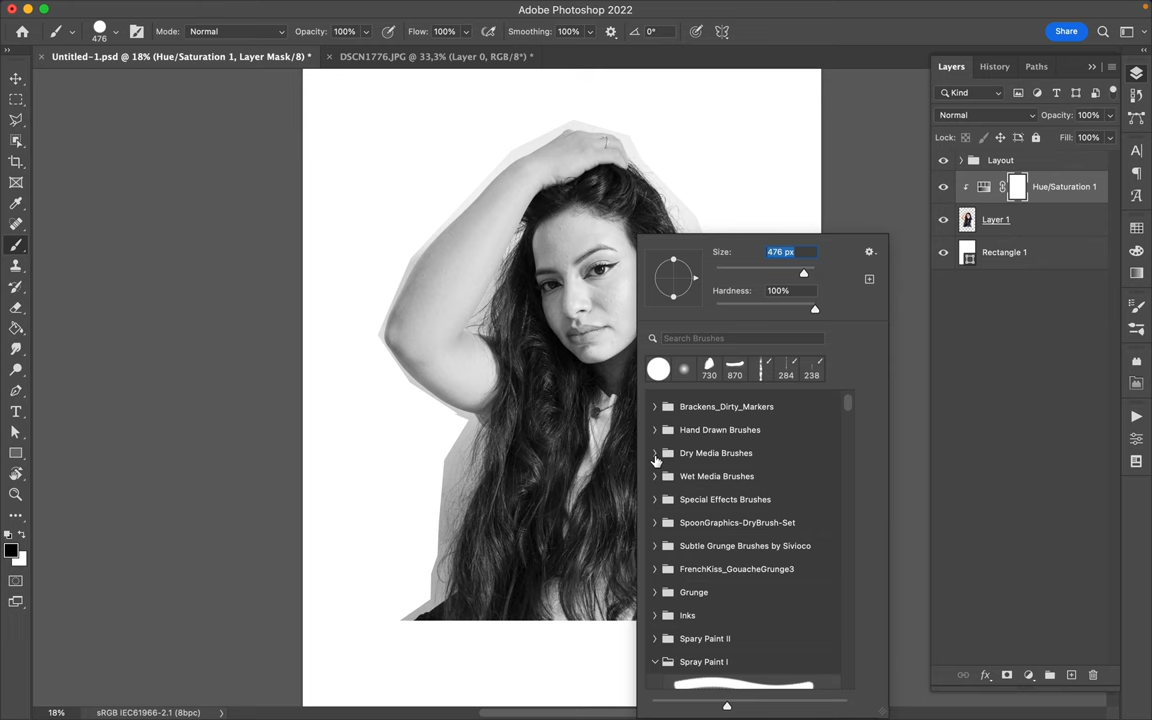 Adobe Photoshop 2022
476
Mode: Normal
Opacity: 100%
Flow: 100%
Smoothing: 100%
0°
Share
Untitled-1.psd @ 18% (Hue/Saturation 1, Layer Mask/8) *
DSCN1776.JPG @ 33,3% (Layer 0, RGB/8*) *
Layers
History
Paths
Kind
Normal
Opacity: 100%
Lock:
Fill: 100%
Layout
Hue/Saturation 1
Layer 1
Rectangle 1
Size: 476 px
Hardness: 100%
Search Brushes
730
870
284
238
Brackens_Dirty_Markers
Hand Drawn Brushes
Dry Media Brushes
Wet Media Brushes
Special Effects Brushes
SpoonGraphics-DryBrush-Set
Subtle Grunge Brushes by Sivioco
FrenchKiss_GouacheGrunge3
Grunge
Inks
Spary Paint II
Spray Paint I
18%
sRGB IEC61966-2.1 (8bpc)